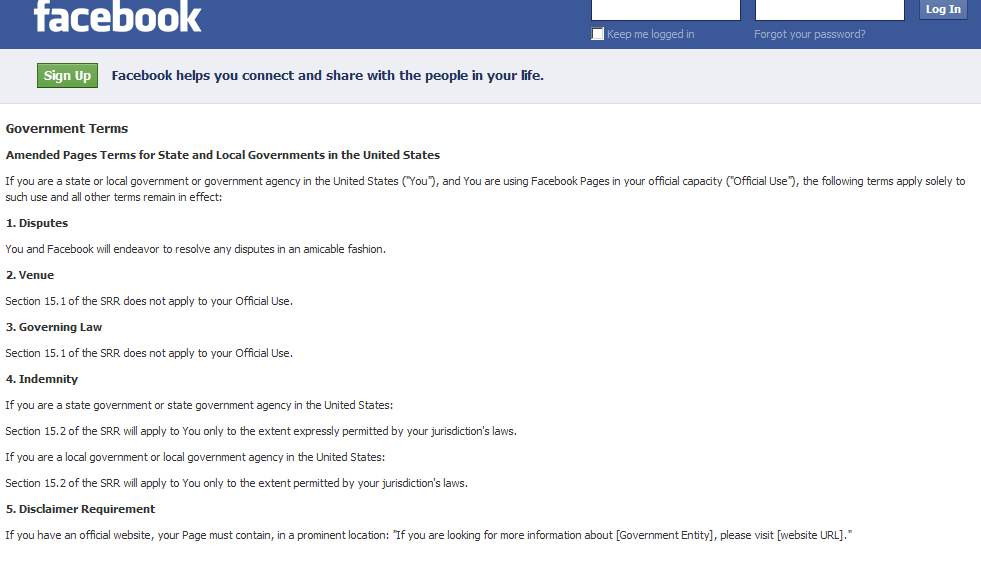 facebook
Log In
Keep me logged in
Forgot your password?
Sign Up
Facebook helps you connect and share with the people in your life.
Government Terms
Amended Pages Terms for State and Local Governments in the United States
If you are a state or local government or government agency in the United States ("You"), and You are using Facebook Pages in your official capacity ("Official Use"), the following terms apply solely to
such use and all other terms remain in effect:
1. Disputes
You and Facebook will endeavor to resolve any disputes in an amicable fashion.
2. Venue
Section 15.1 of the SRR does not apply to your Official Use.
3. Governing Law
Section 15.1 of the SRR does not apply to your Official Use.
4. Indemnity
If you are a state government or state government agency in the United States:
Section 15.2 of the SRR will apply to You only to the extent expressly permitted by your jurisdiction's laws.
If you are a local government or local government agency in the United States:
Section 15.2 of the SRR will apply to You only to the extent permitted by your jurisdiction's laws.
5. Disclaimer Requirement
If you have an official website, your Page must contain, in a prominent location: "If you are looking for more information about [Government Entity], please visit [website URL]."